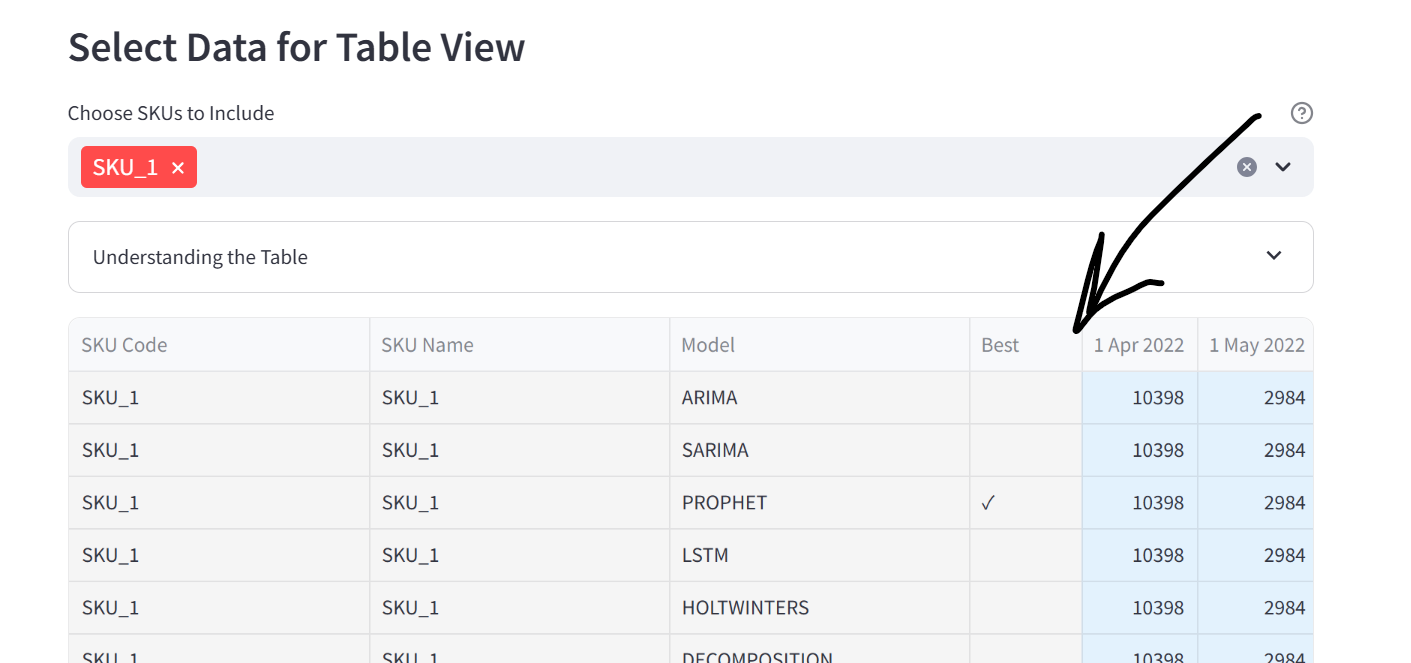 Select Data for Table View
Choose SKUs to Include
SKU_1
Understanding the Table
SKU Code SKU Name Model Best 1 Apr 2022 1 May 2022
SKU_1 SKU_1 ARIMA 10398 2984
SKU_1 SKU_1 SARIMA 10398 2984
SKU_1 SKU_1 PROPHET ✓ 10398 2984
SKU_1 SKU_1 LSTM 10398 2984
SKU_1 SKU_1 HOLTWINTERS 10398 2984
SKU_1 SKU_1 DECOMPOSITION 10398 2984